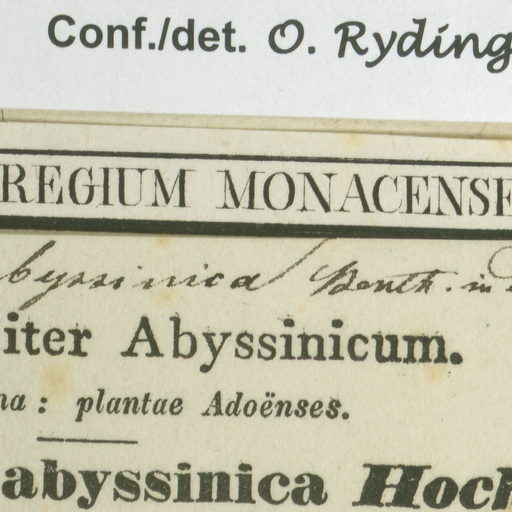 Conf./det. O. Ryding
REGIUM MONACENSE
byssinica Benth. in
iter Abyssinicum.
na: plantae Adoënses.
abyssinica Hoch